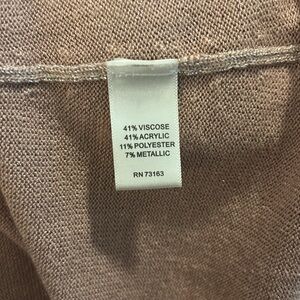 41% VISCOSE
41% ACRYLIC
11% POLYESTER
7% METALLIC
RN 73163